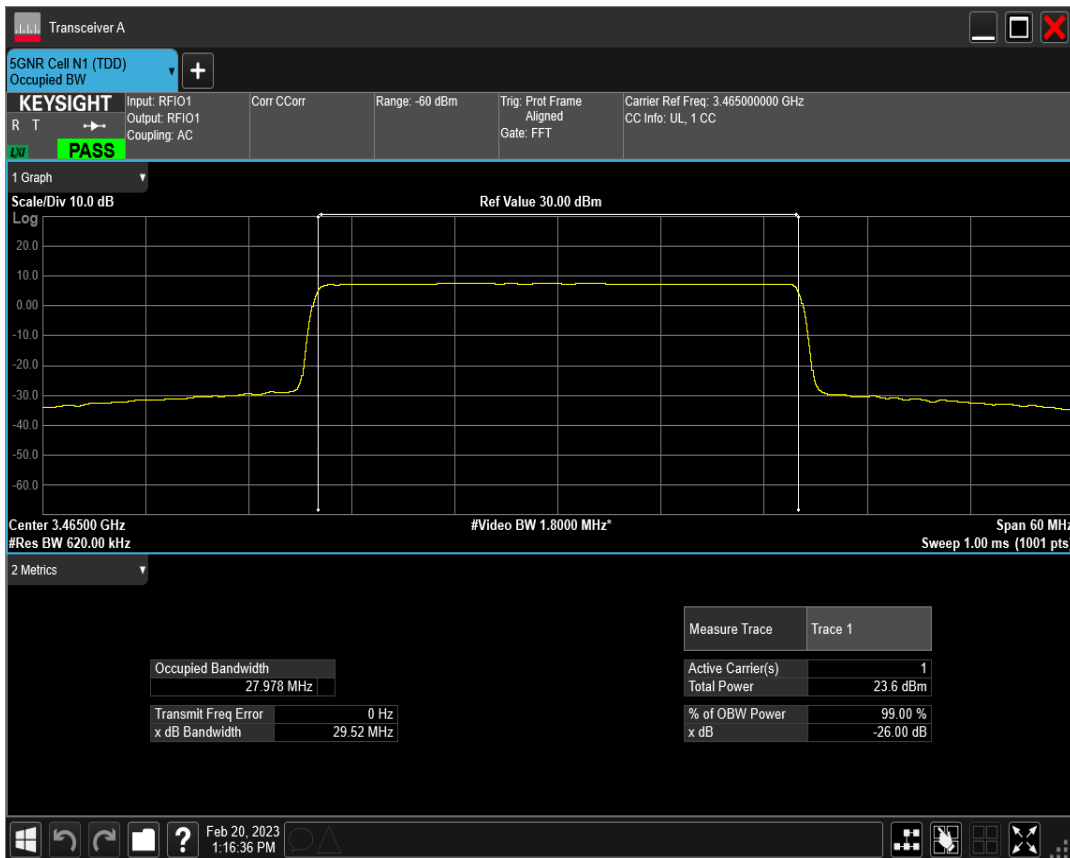 Transceiver A
5GNR Cell N1 (TDD)
Occupied BW
+
KEYSIGHT
R T
LXI
PASS
Input: RFIO1
Output: RFIO1
Coupling: AC
Corr CCorr
Range: -60 dBm
Trig: Prot Frame
Aligned
Gate: FFT
Carrier Ref Freq: 3.465000000 GHz
CC Info: UL, 1 CC
1 Graph
Scale/Div 10.0 dB
Ref Value 30.00 dBm
Log
20.0
10.0
0.00
-10.0
-20.0
-30.0
-40.0
-50.0
-60.0
Center 3.46500 GHz
#Video BW 1.8000 MHz*
Span 60 MHz
#Res BW 620.00 kHz
Sweep 1.00 ms (1001 pts)
2 Metrics
Measure Trace Trace 1
Occupied Bandwidth
27.978 MHz
Active Carrier(s) 1
Total Power 23.6 dBm
Transmit Freq Error 0 Hz
x dB Bandwidth 29.52 MHz
% of OBW Power 99.00 %
x dB -26.00 dB
?
Feb 20, 2023
1:16:36 PM